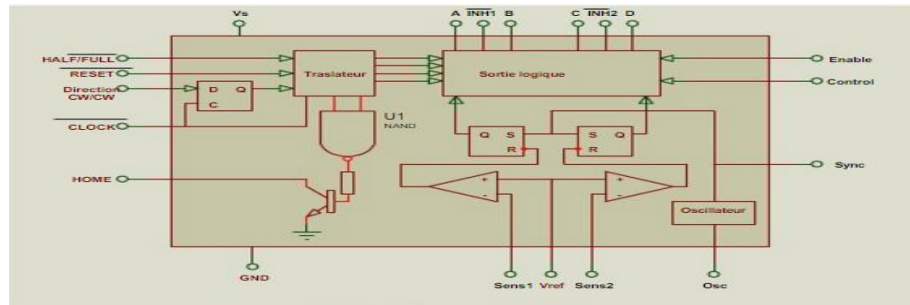 Vs A INH1 B C INH2 D
HALF/FULL
RESET
Direction
CW/CW
CLOCK
HOME
D Q
C
Traslateur
Sortie logique
U1
NAND
Q S
R
S Q
R
+
-
+
-
Oscillateur
Enable
Control
Sync
GND Sens1 Vref Sens2 Osc